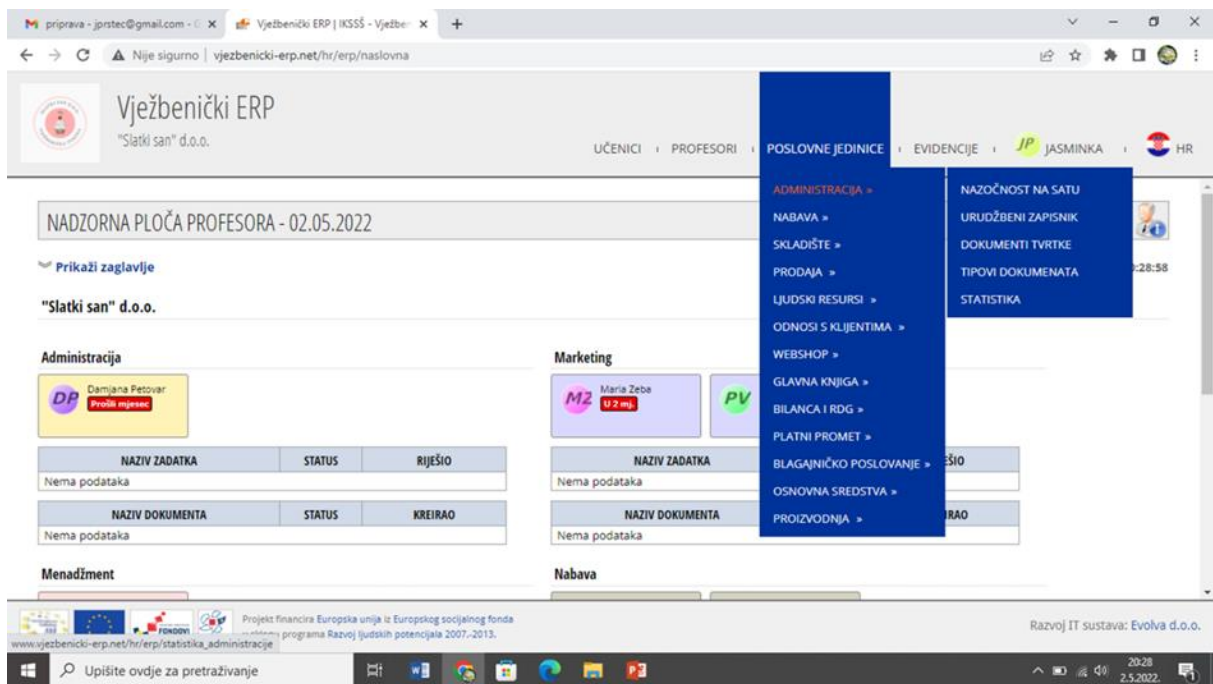 priprava - jprstec@gmail.com - G
Vježbenički ERP | IKSSŠ - Vježben
Nije sigurno | vjezbenicki-erp.net/hr/erp/naslovna
Vježbenički ERP
"Slatki san" d.o.o.
UČENICI PROFESORI POSLOVNE JEDINICE EVIDENCIJE JP JASMINKA HR
ADMINISTRACIJA »
NABAVA »
SKLADIŠTE »
PRODAJA »
LJUDSKI RESURSI »
ODNOSI S KLIJENTIMA »
WEBSHOP »
GLAVNA KNJIGA »
BILANCA I RDG »
PLATNI PROMET »
BLAGAJNIČKO POSLOVANJE »
OSNOVNA SREDSTVA »
PROIZVODNJA »
NAZOČNOST NA SATU
URUDŽBENI ZAPISNIK
DOKUMENTI TVRTKE
TIPOVI DOKUMENATA
STATISTIKA
NADZORNA PLOČA PROFESORA - 02.05.2022
Prikaži zaglavlje
:28:58
"Slatki san" d.o.o.
Administracija
DP Damjana Petovar
Prošli mjesec
NAZIV ZADATKA STATUS RIJEŠIO
Nema podataka
NAZIV DOKUMENTA STATUS KREIRAO
Nema podataka
Marketing
MZ Maria Zeba
U 2 mj.
PV
NAZIV ZADATKA EŠIO
Nema podataka
NAZIV DOKUMENTA IRAO
Nema podataka
Menadžment
Nabava
FONDOVI
Projekt financira Europska unija iz Europskog socijalnog fonda
programa Razvoj ljudskih potencijala 2007.-2013.
Razvoj IT sustava: Evolva d.o.o.
www.vjezbenicki-erp.net/hr/erp/statistika_administracije
Upišite ovdje za pretraživanje
20:28
2.5.2022.